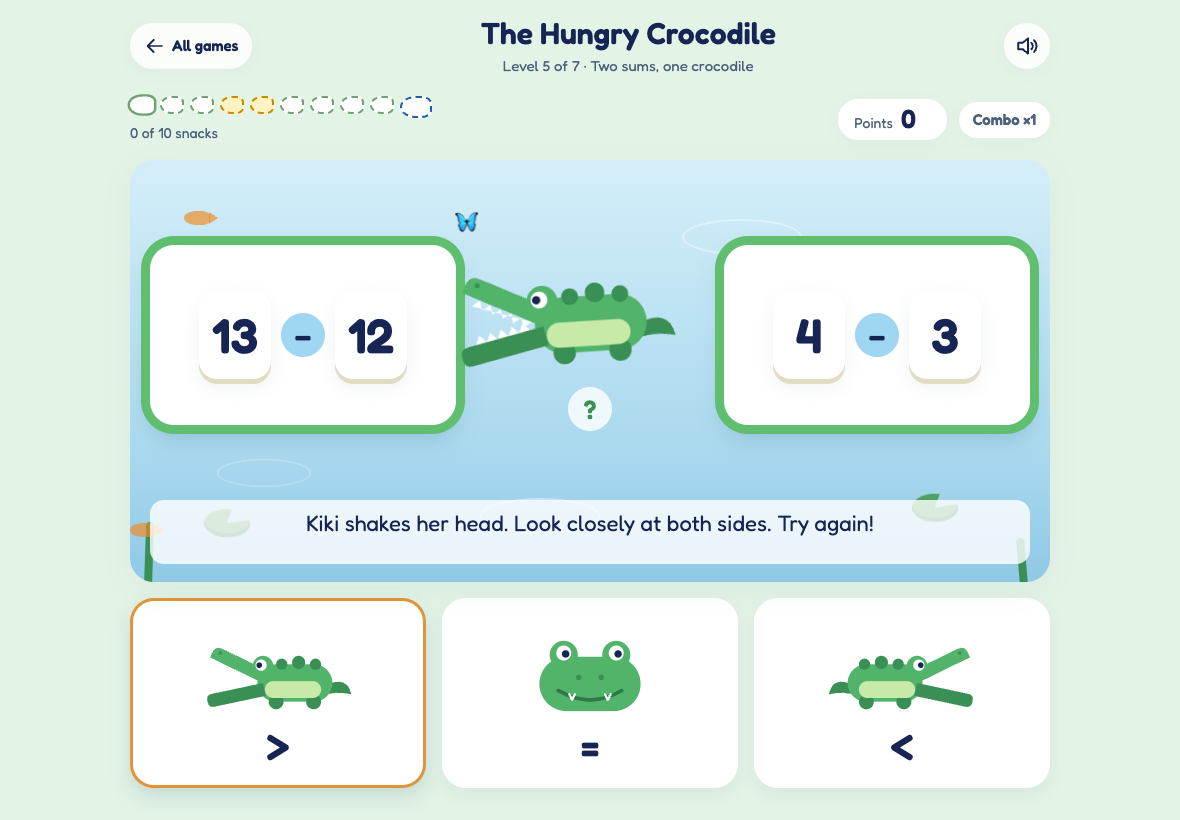 All games
The Hungry Crocodile
Level 5 of 7 · Two sums, one crocodile
0 of 10 snacks
Points 0
Combo ×1
13 - 12
4 - 3
?
Kiki shakes her head. Look closely at both sides. Try again!
>
=
<